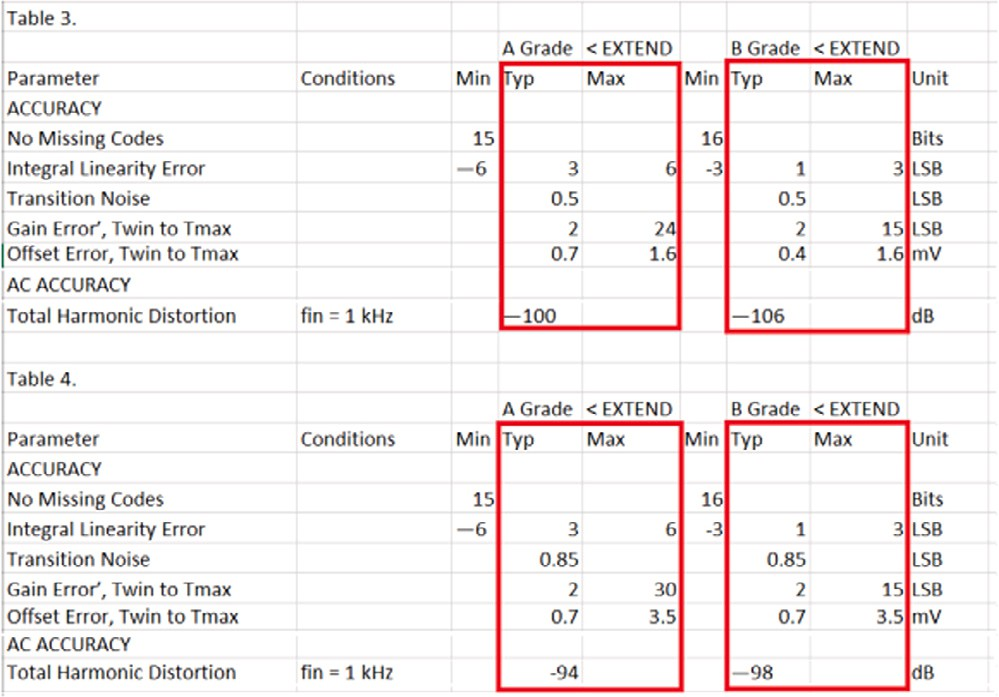 Table 3.
A Grade < EXTEND B Grade < EXTEND
Parameter Conditions Min Typ Max Min Typ Max Unit
ACCURACY
No Missing Codes 15 16 Bits
Integral Linearity Error —6 3 6 -3 1 3 LSB
Transition Noise 0.5 0.5 LSB
Gain Error’, Twin to Tmax 2 24 2 15 LSB
Offset Error, Twin to Tmax 0.7 1.6 0.4 1.6 mV
AC ACCURACY
Total Harmonic Distortion fin = 1 kHz —100 —106 dB
Table 4.
A Grade < EXTEND B Grade < EXTEND
Parameter Conditions Min Typ Max Min Typ Max Unit
ACCURACY
No Missing Codes 15 16 Bits
Integral Linearity Error —6 3 6 -3 1 3 LSB
Transition Noise 0.85 0.85 LSB
Gain Error’, Twin to Tmax 2 30 2 15 LSB
Offset Error, Twin to Tmax 0.7 3.5 0.7 3.5 mV
AC ACCURACY
Total Harmonic Distortion fin = 1 kHz -94 —98 dB